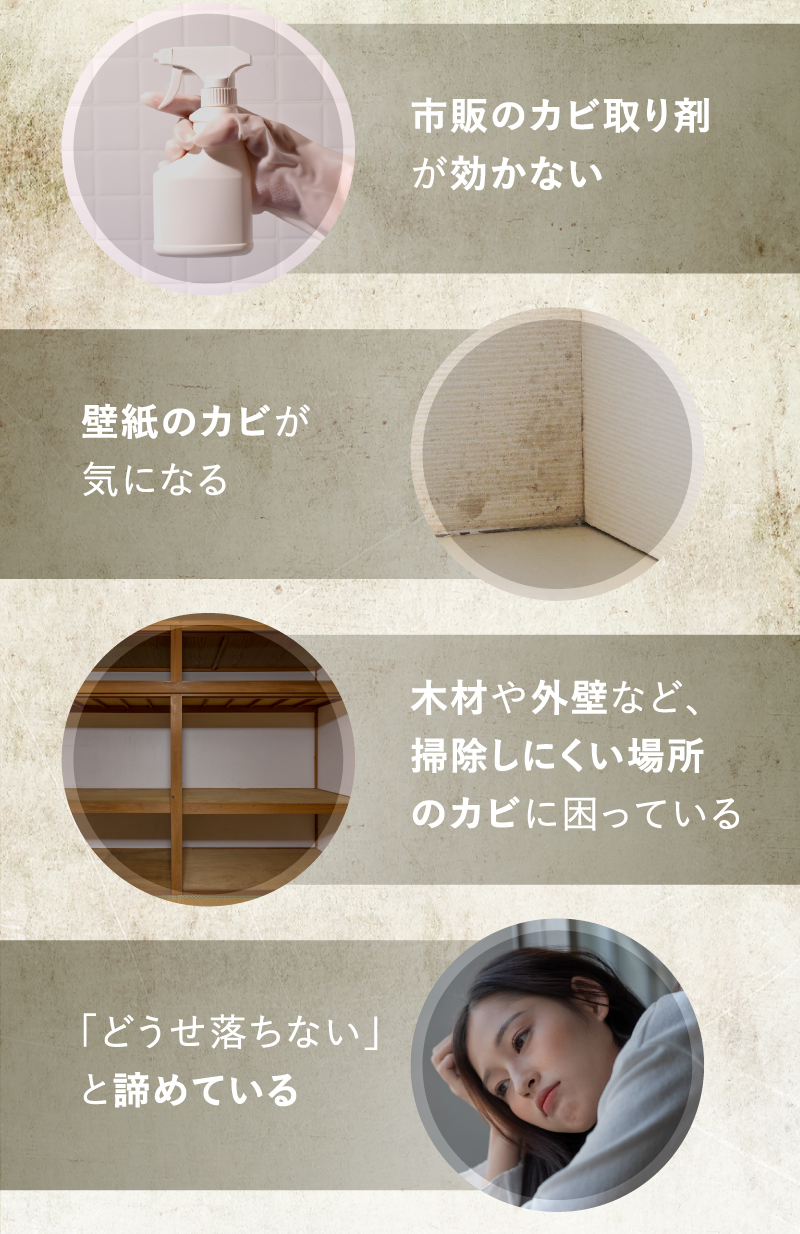 市販のカビ取り剤
が効かない
壁紙のカビが
気になる
木材や外壁など、
掃除しにくい場所
のカビに困っている
「どうせ落ちない」
と諦めている